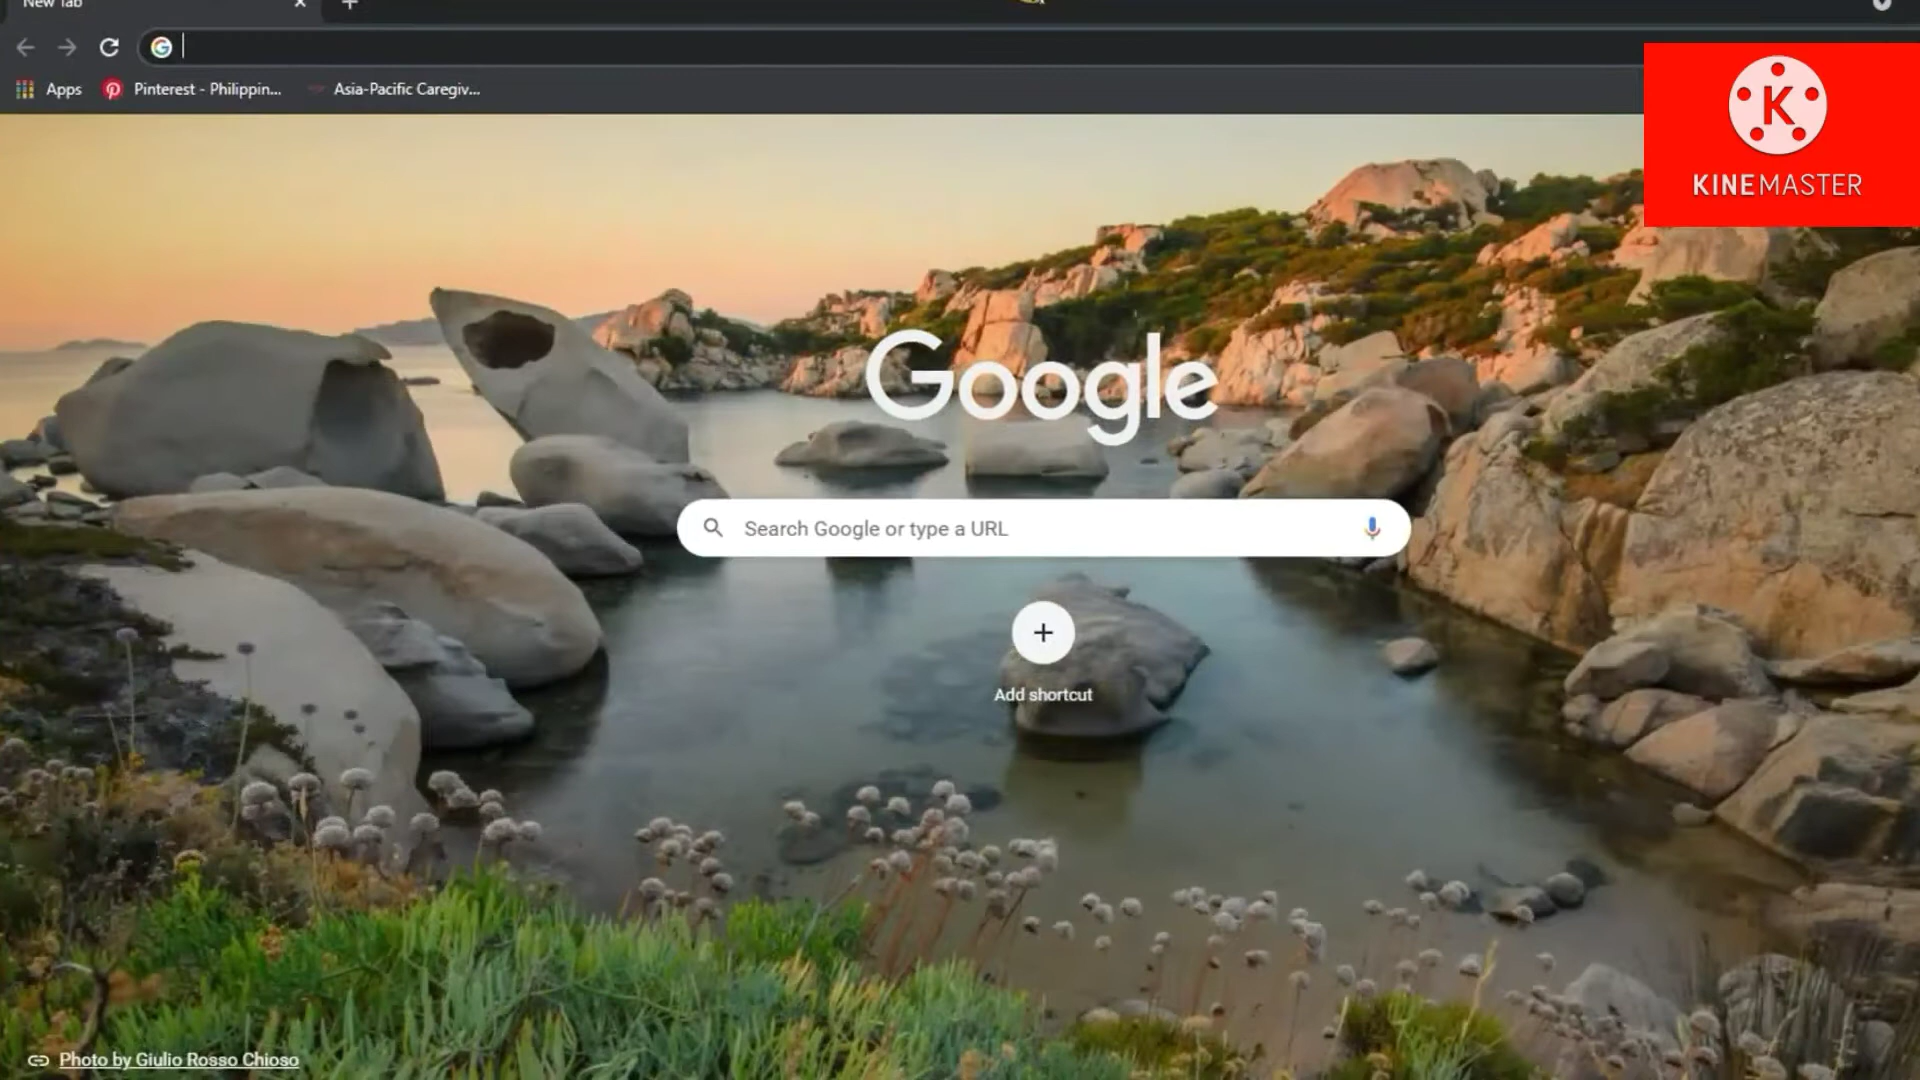 New Tab
Apps
Pinterest - Philippin...
Asia-Pacific Caregiv...
K
KINEMASTER
Google
Search Google or type a URL
Add shortcut
Photo by Giulio Rosso Chioso